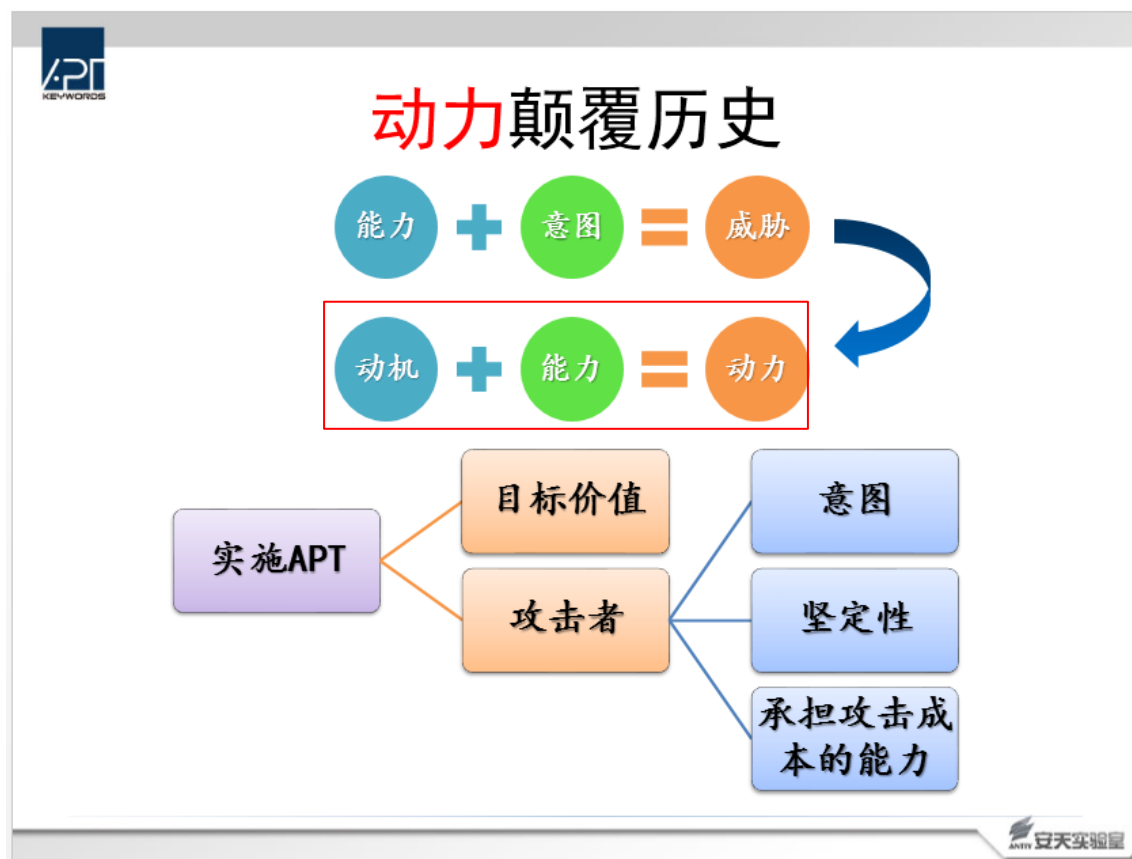 APT
KEYWORDS
动力颠覆历史
能力 + 意图 = 威胁
动机 + 能力 = 动力
实施APT
目标价值
攻击者
意图
坚定性
承担攻击成
本的能力
ANTIY 安天实验室